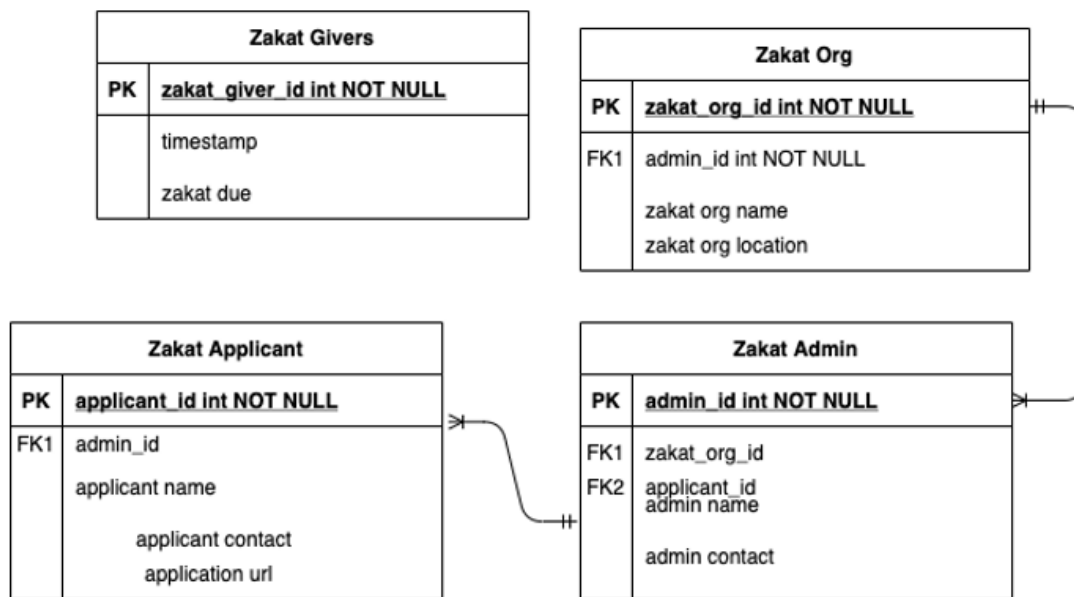 Zakat Givers
PK zakat_giver_id int NOT NULL
timestamp
zakat due
Zakat Org
PK zakat_org_id int NOT NULL
FK1 admin_id int NOT NULL
zakat org name
zakat org location
Zakat Applicant
PK applicant_id int NOT NULL
FK1 admin_id
applicant name
applicant contact
application url
Zakat Admin
PK admin_id int NOT NULL
FK1 zakat_org_id
FK2 applicant_id
admin name
admin contact